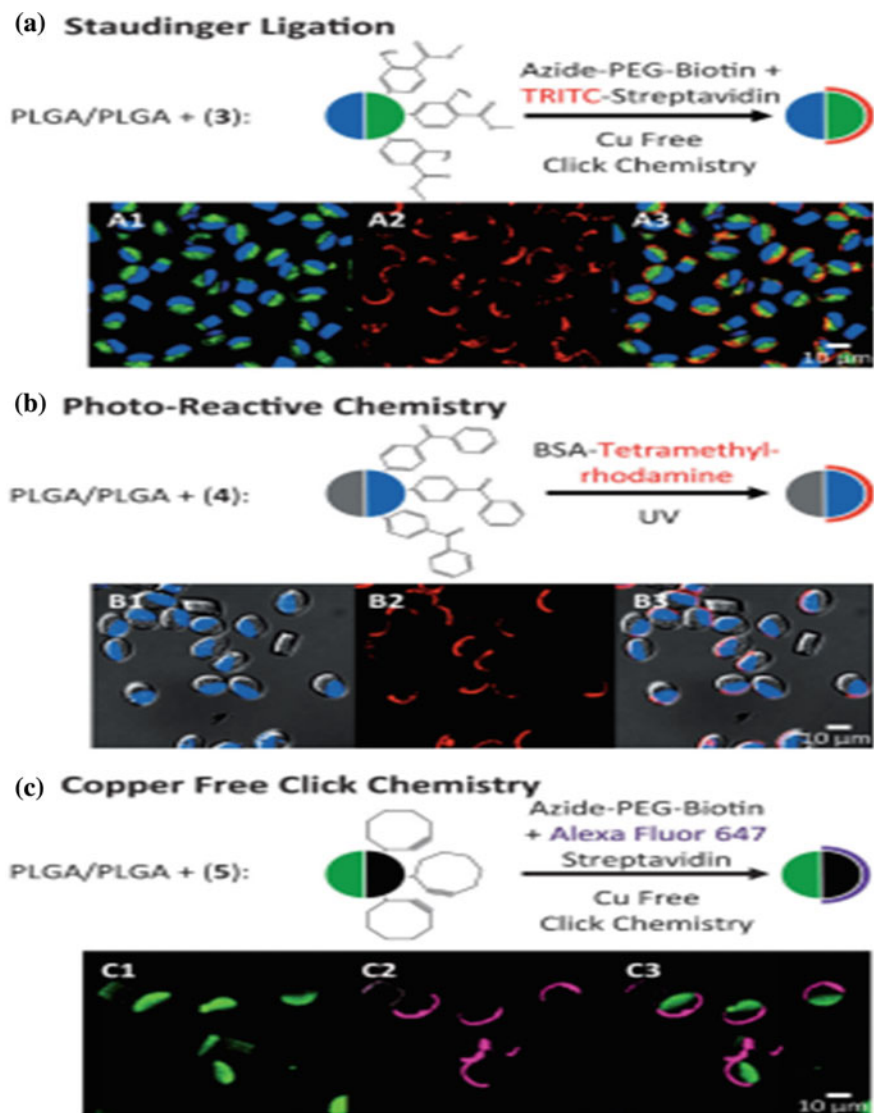 (a) Staudinger Ligation
PLGA/PLGA + (3):
Azide-PEG-Biotin +
TRITC-Streptavidin
Cu Free
Click Chemistry
A1 A2 A3
10 μm
(b) Photo-Reactive Chemistry
PLGA/PLGA + (4):
BSA-Tetramethyl-
rhodamine
UV
B1 B2 B3
10 μm
(c) Copper Free Click Chemistry
PLGA/PLGA + (5):
Azide-PEG-Biotin
+ Alexa Fluor 647
Streptavidin
Cu Free
Click Chemistry
C1 C2 C3
10 μm